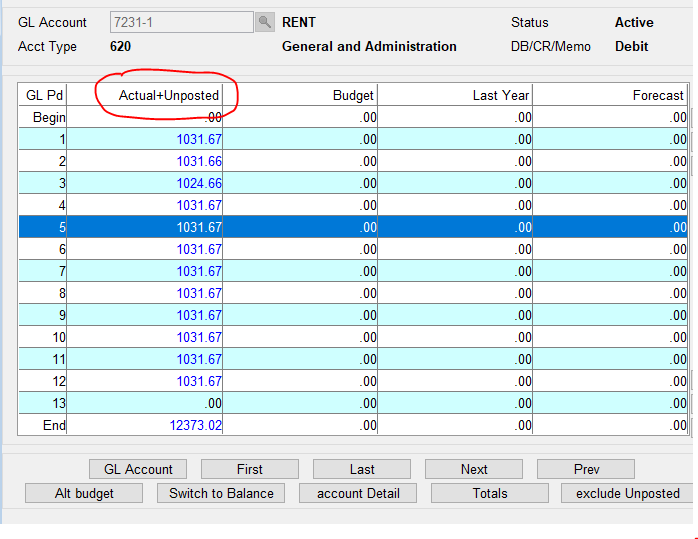 GL Account 7231-1 RENT Status Active
Acct Type 620 General and Administration DB/CR/Memo Debit
GL Pd Actual+Unposted Budget Last Year Forecast
Begin .00 .00 .00 .00
1 1031.67 .00 .00 .00
2 1031.66 .00 .00 .00
3 1024.66 .00 .00 .00
4 1031.67 .00 .00 .00
5 1031.67 .00 .00 .00
6 1031.67 .00 .00 .00
7 1031.67 .00 .00 .00
8 1031.67 .00 .00 .00
9 1031.67 .00 .00 .00
10 1031.67 .00 .00 .00
11 1031.67 .00 .00 .00
12 1031.67 .00 .00 .00
13 .00 .00 .00 .00
End 12373.02 .00 .00 .00
GL Account First Last Next Prev
Alt budget Switch to Balance account Detail Totals exclude Unposted